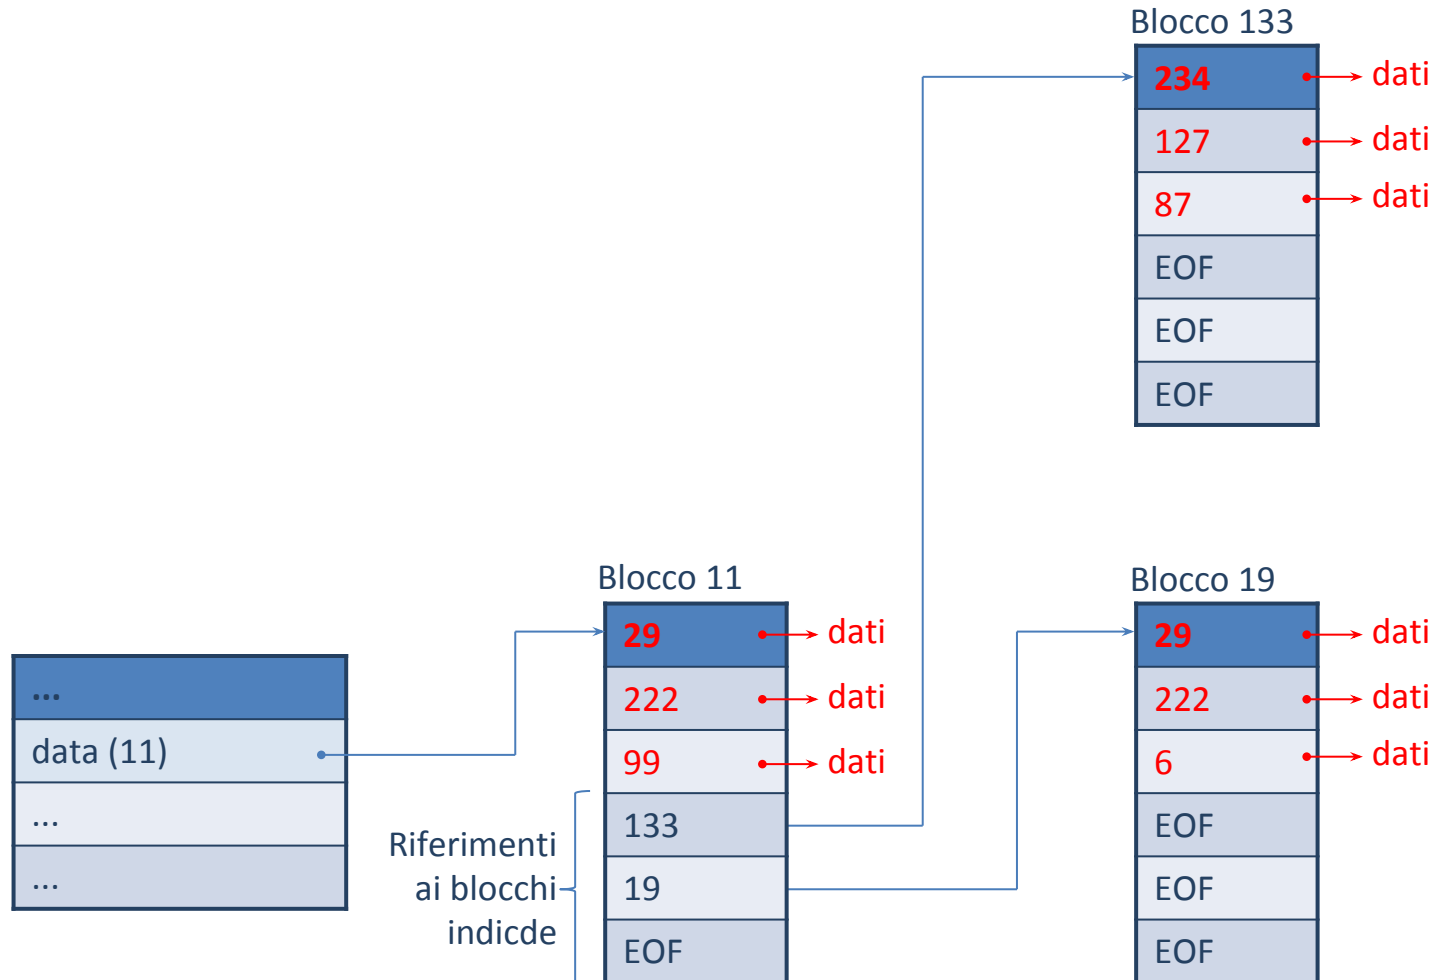 Blocco 133
234 dati
127 dati
87 dati
EOF
EOF
EOF
Blocco 11
29 dati
222 dati
99 dati
133
19
EOF
Blocco 19
29 dati
222 dati
6 dati
EOF
EOF
EOF
...
data (11)
...
...
Riferimenti
ai blocchi
indicde